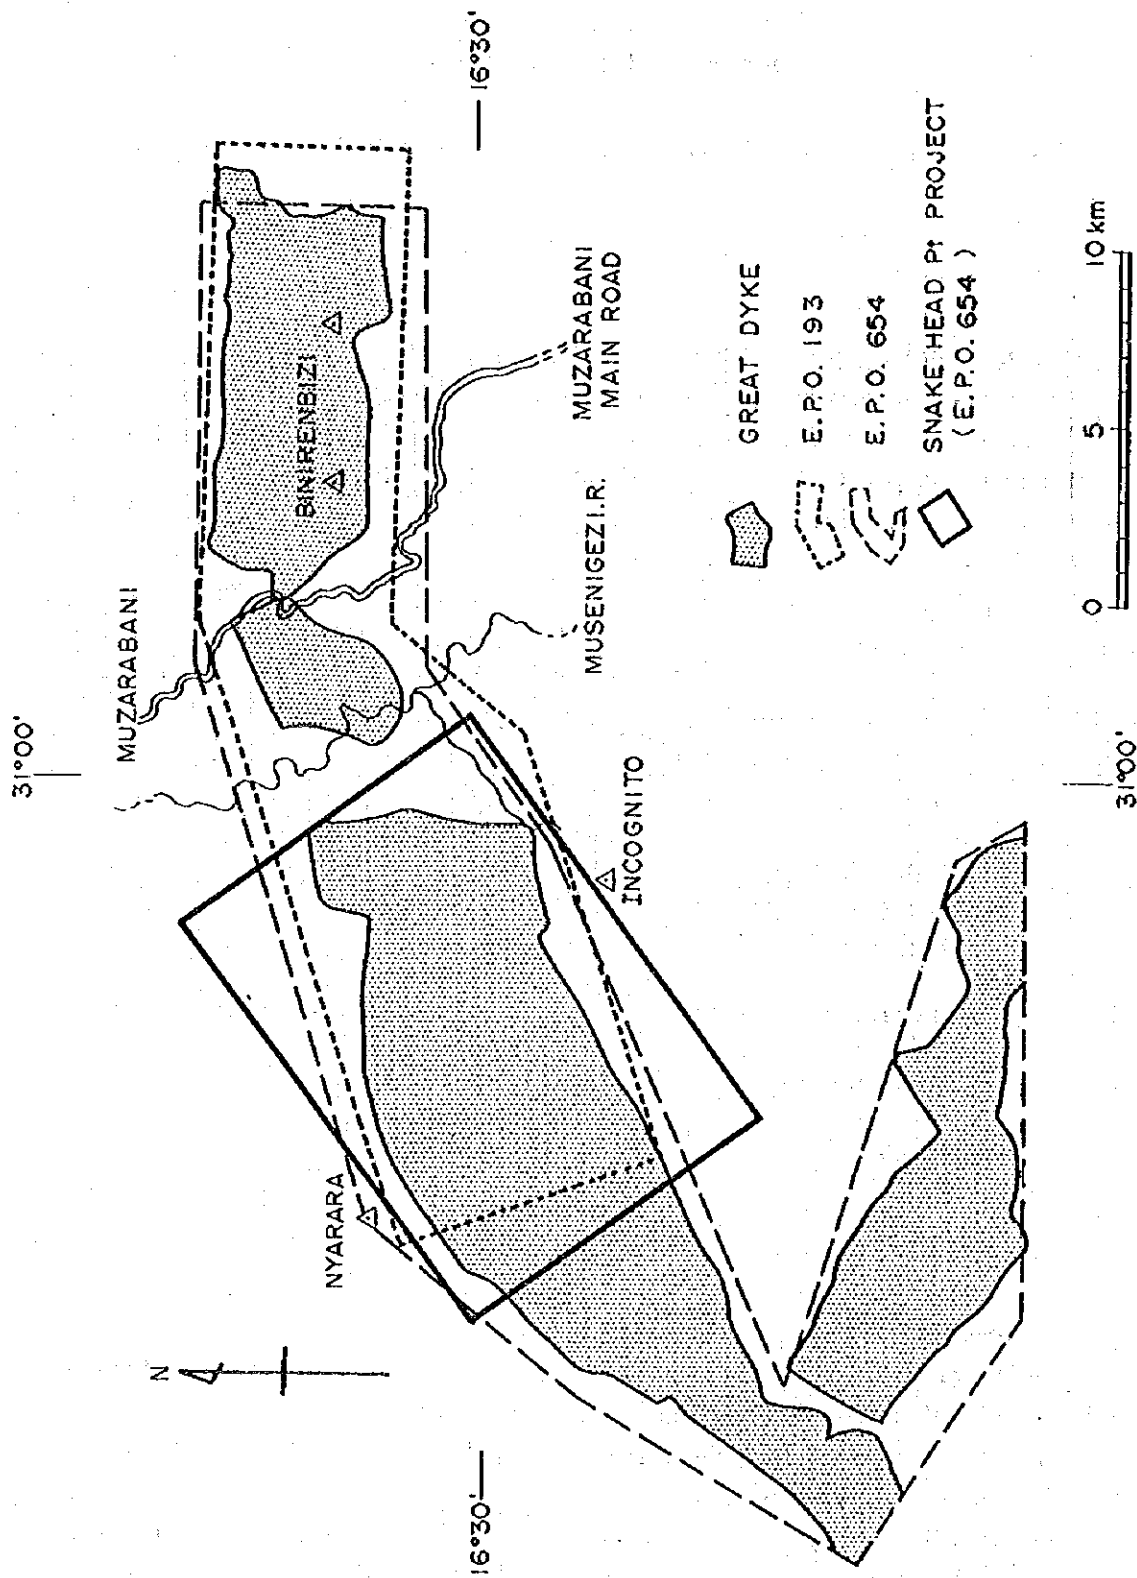 31°00'
MUZARABANI
16°30'
BINIRENBIZI
NYARARA
N
INCOGNITO
MUSENIGEZI.R.
MUZARABANI
MAIN ROAD
16°30'
GREAT DYKE
E.P.O. 193
E.P.O. 654
SNAKE HEAD Pt PROJECT
(E.P.O. 654)
0 5 10 km
31°00'